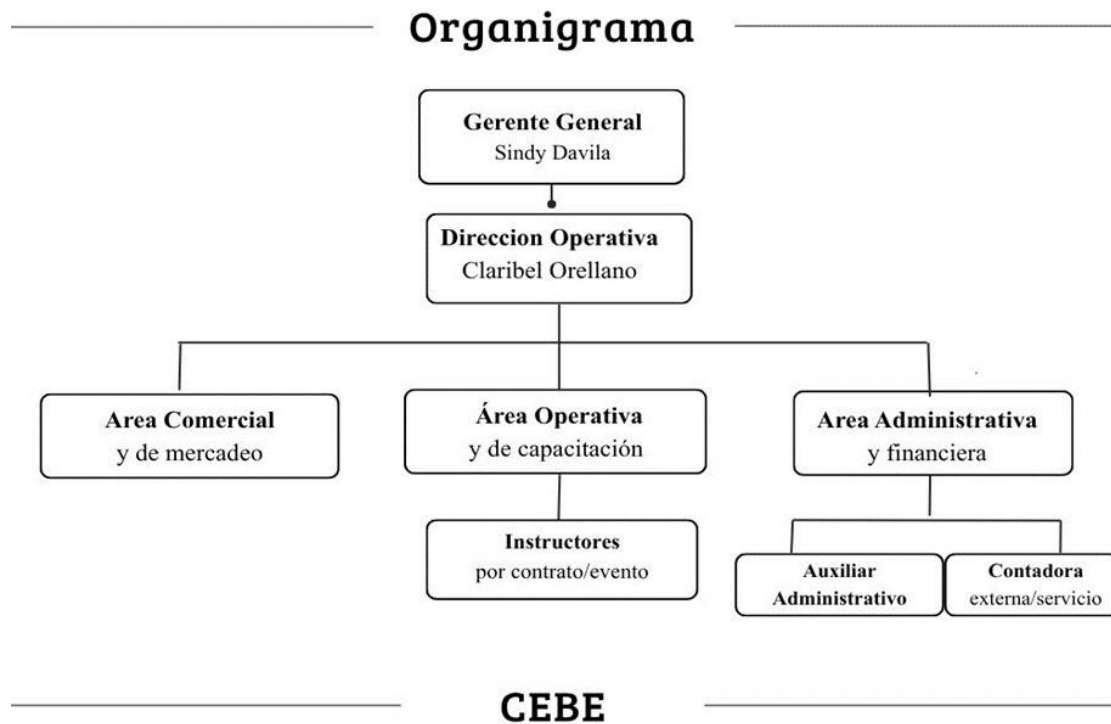 Organigrama
Gerente General
Sindy Davila
Direccion Operativa
Claribel Orellano
Area Comercial
y de mercadeo
Área Operativa
y de capacitación
Area Administrativa
y financiera
Instructores
por contrato/evento
Auxiliar
Administrativo
Contadora
externa/servicio
CEBE